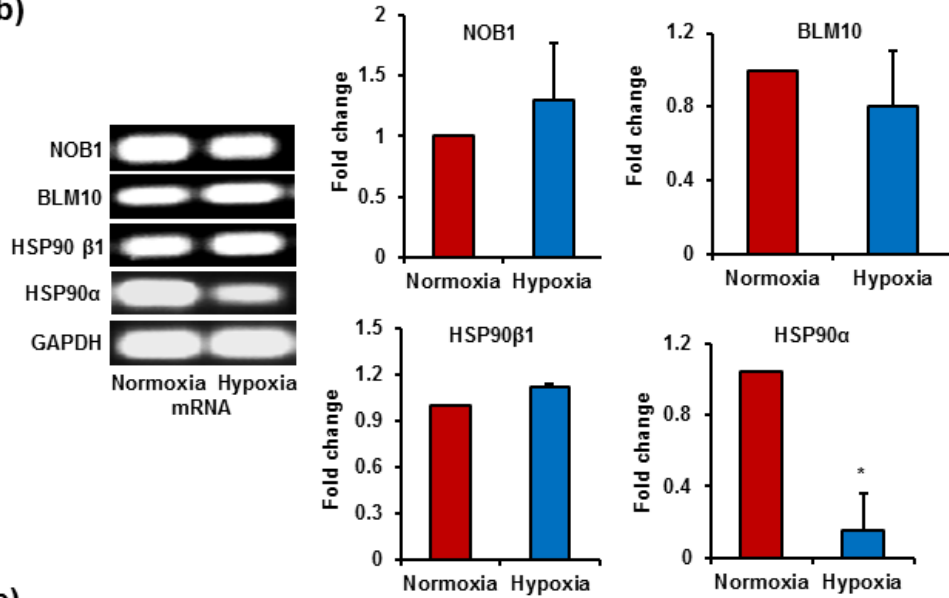 b)
NOB1
BLM10
HSP90 β1
HSP90α
GAPDH
Normoxia Hypoxia
mRNA
NOB1
Fold change
2
1.5
1
0.5
0
Normoxia Hypoxia
BLM10
Fold change
1.2
0.8
0.4
0
Normoxia Hypoxia
HSP90β1
Fold change
1.5
1.2
0.9
0.6
0.3
0
Normoxia Hypoxia
HSP90α
Fold change
1.2
0.8
0.4
0
*
Normoxia Hypoxia